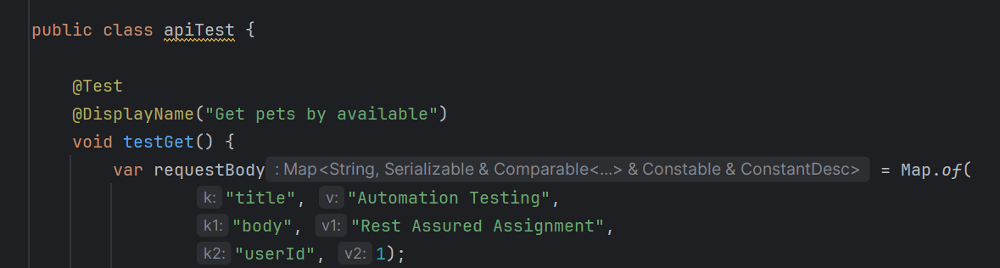 public class apiTest {
@Test
@DisplayName("Get pets by available")
void testGet() {
var requestBody : Map<String, Serializable & Comparable<...> & Constable & ConstantDesc> = Map.of(
k: "title", v: "Automation Testing",
k1: "body", v1: "Rest Assured Assignment",
k2: "userId", v2: 1);